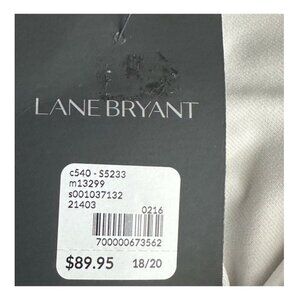 LANE BRYANT
c540 - S5233
m13299
s001037132
21403 0216
700000673562
$89.95 18/20